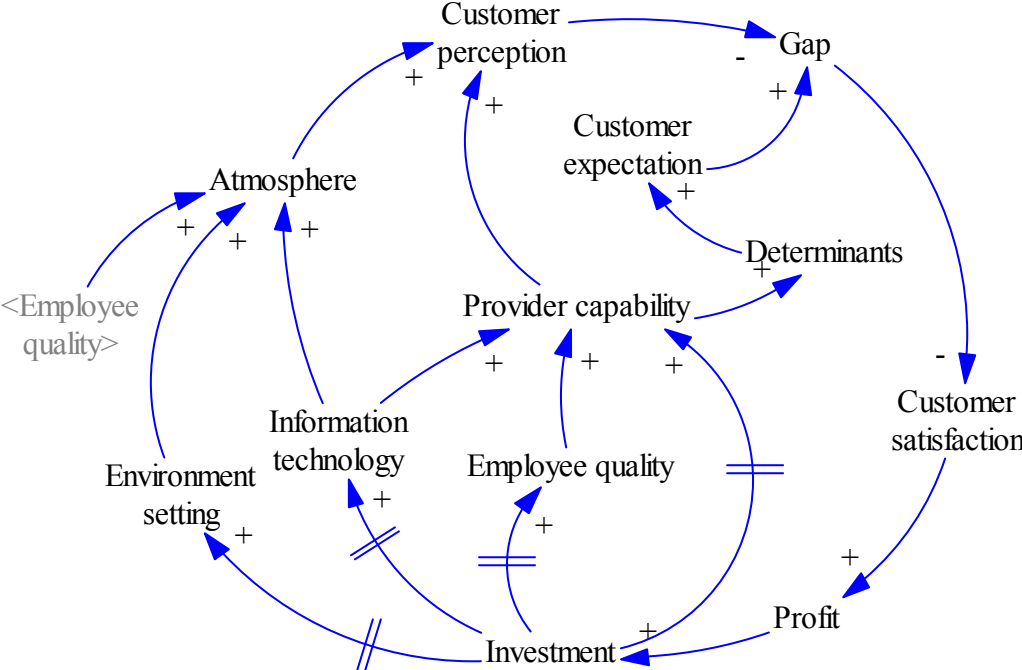 Customer
perception
Gap
-
+
+
+
Customer
expectation
+
Atmosphere
+
+
+
Determinants
+
<Employee
quality>
Provider capability
+
+
+
-
Customer
satisfaction
Information
technology
Employee quality
Environment
setting
+
+
+
+
Profit
+
Investment